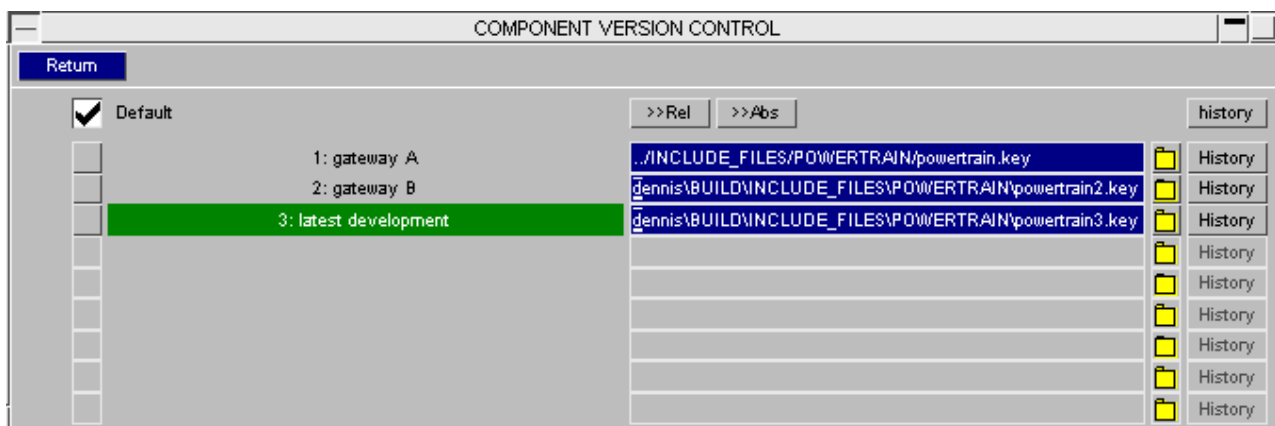 COMPONENT VERSION CONTROL
Return
Default >>Rel >>Abs history
1: gateway A ../INCLUDE_FILES/POWERTRAIN/powertrain.key History
2: gateway B dennis\BUILD\INCLUDE_FILES\POWERTRAIN\powertrain2.key History
3: latest development dennis\BUILD\INCLUDE_FILES\POWERTRAIN\powertrain3.key History
History
History
History
History
History
History